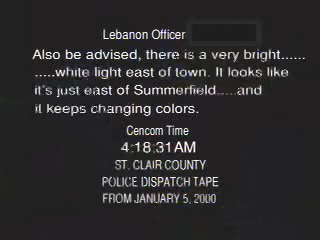 Lebanon Officer
Also be advised, there is a very bright......
.....white light east of town. It looks like
it's just east of Summerfield.....and
it keeps changing colors.
Cencom Time
4:18:31AM
ST. CLAIR COUNTY
POLICE DISPATCH TAPE
FROM JANUARY 5, 2000